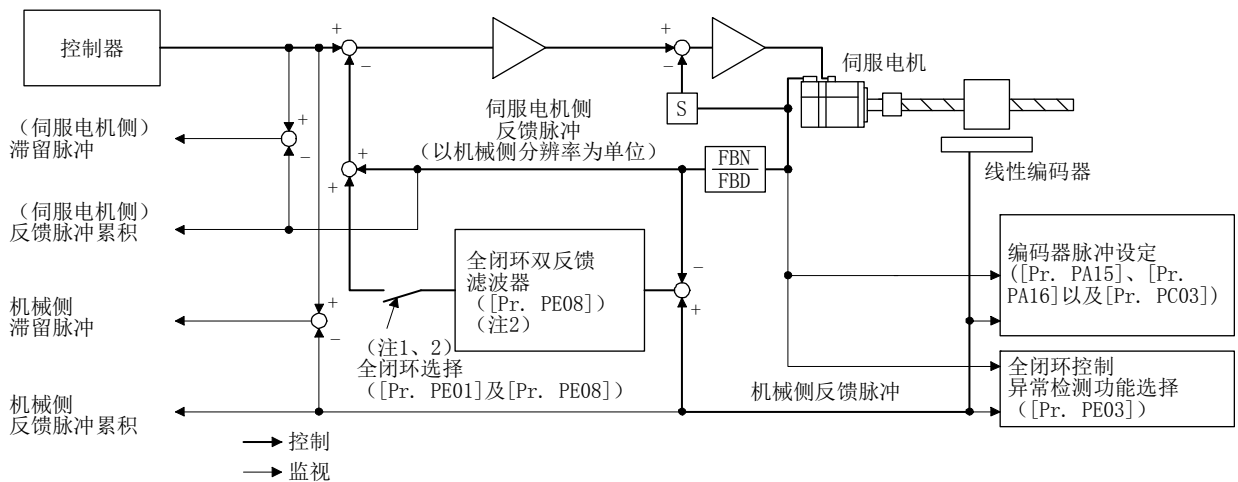 控制器
+
−
+
−
伺服电机
S
伺服电机侧
反馈脉冲
(以机械侧分辨率为单位)
FBN
FBD
线性编码器
(伺服电机侧)
滞留脉冲
+
−
+
+
(伺服电机侧)
反馈脉冲累积
全闭环双反馈
滤波器
([Pr. PE08])
(注2)
−
+
编码器脉冲设定
([Pr. PA15]、[Pr.
PA16]以及[Pr. PC03])
机械侧
滞留脉冲
+
−
(注1、2)
全闭环选择
([Pr. PE01]及[Pr. PE08])
机械侧反馈脉冲
全闭环控制
异常检测功能选择
([Pr. PE03])
机械侧
反馈脉冲累积
控制
监视